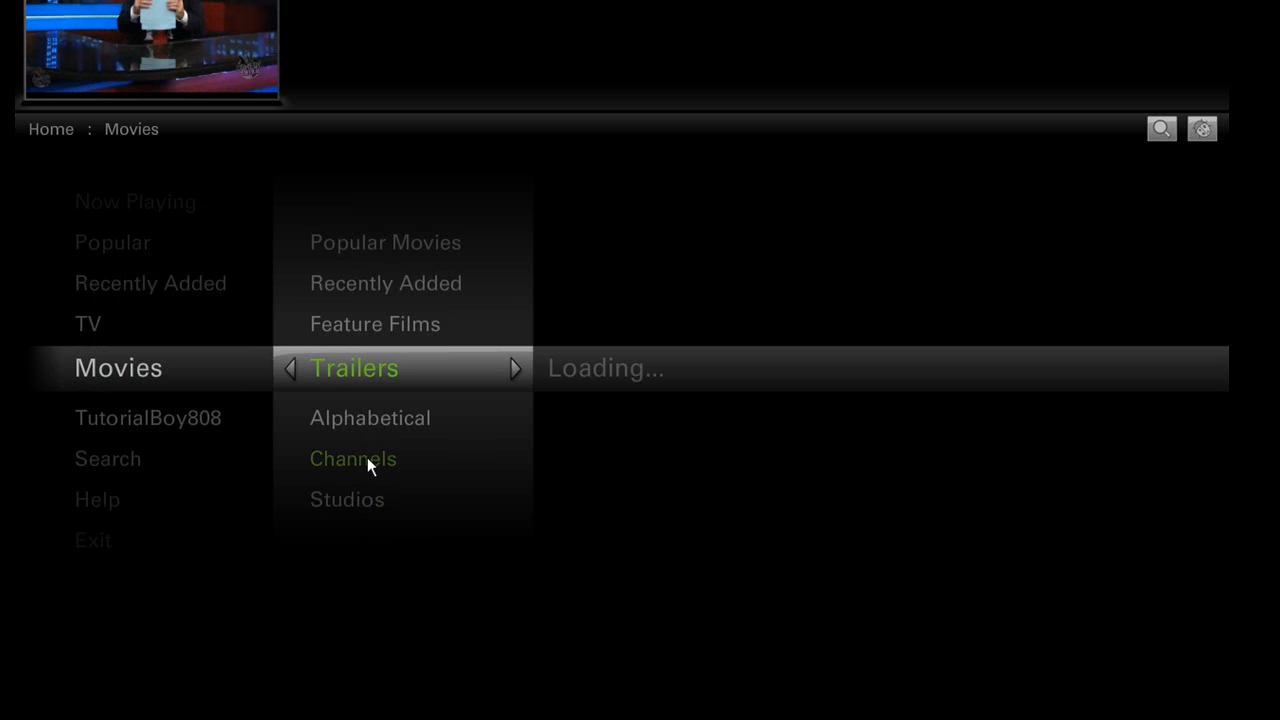 Home : Movies
Now Playing
Popular
Recently Added
TV
Movies
TutorialBoy808
Search
Help
Exit
Popular Movies
Recently Added
Feature Films
Trailers
Alphabetical
Channels
Studios
Loading...